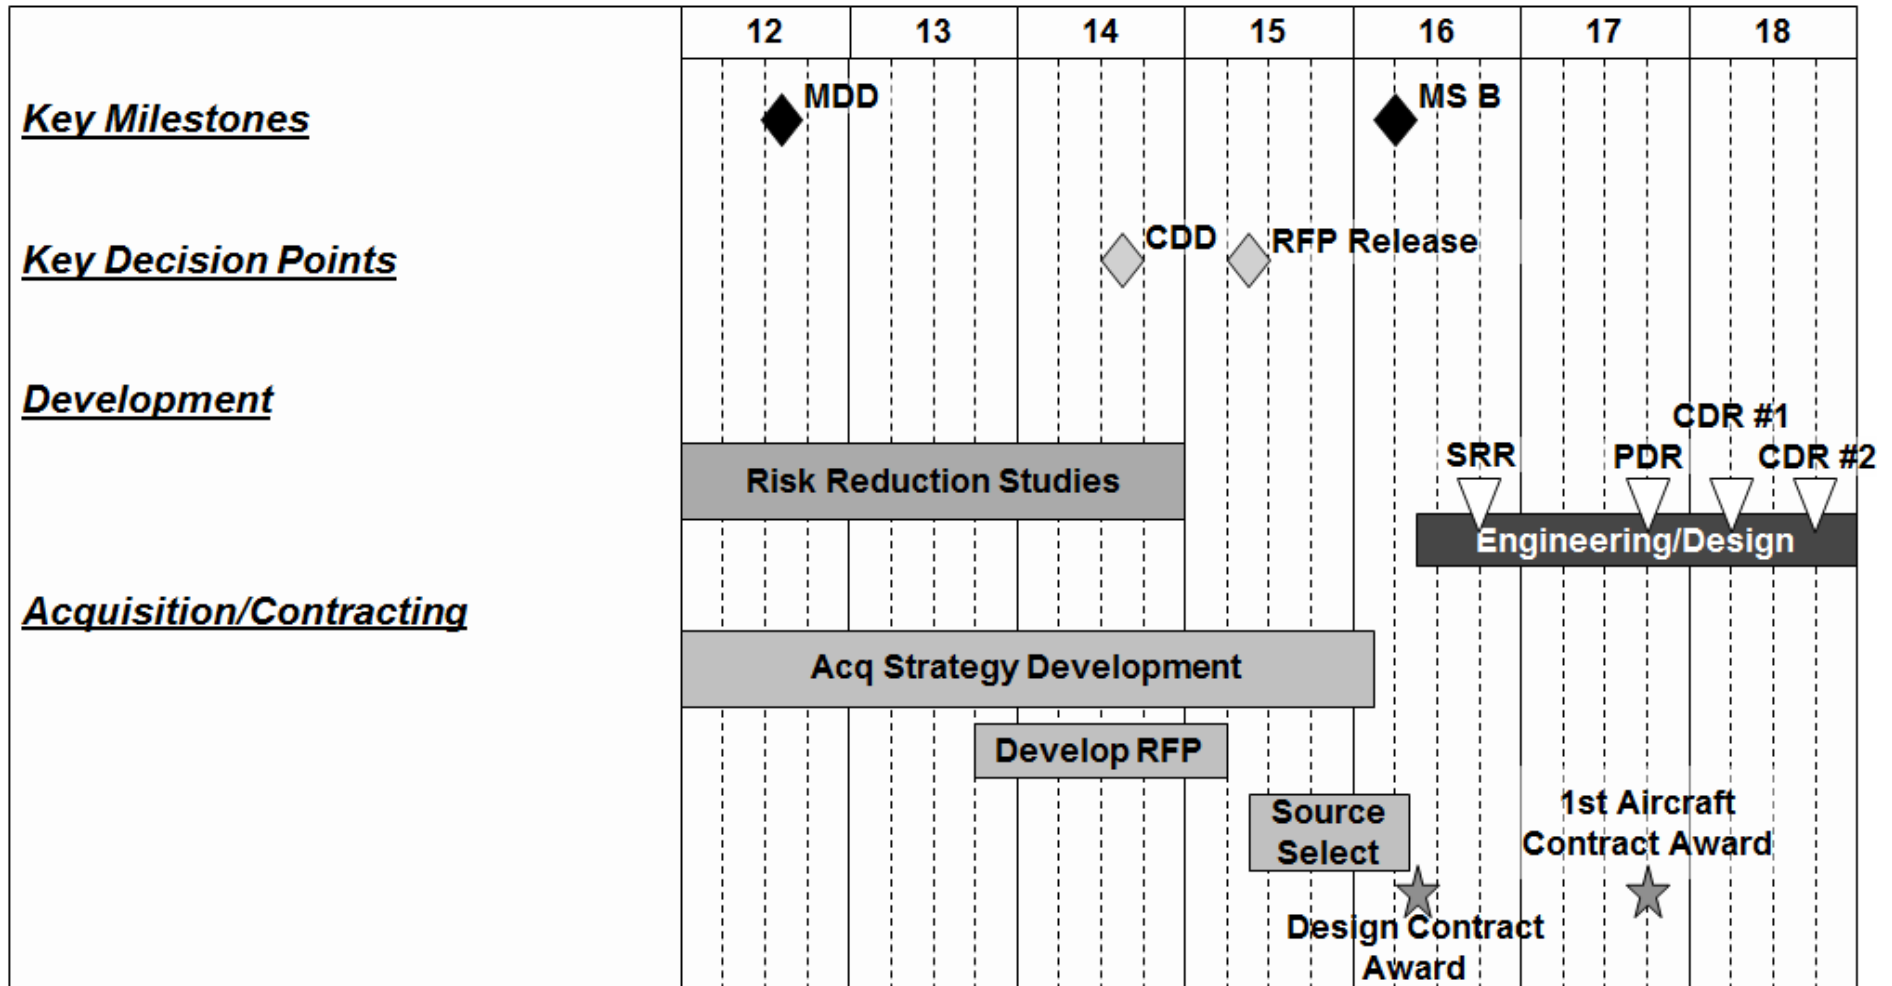 12 13 14 15 16 17 18
Key Milestones
MDD
MS B
Key Decision Points
CDD
RFP Release
Development
CDR #1
SRR
PDR
CDR #2
Risk Reduction Studies
Engineering/Design
Acquisition/Contracting
Acq Strategy Development
Develop RFP
Source
Select
1st Aircraft
Contract Award
Design Contract
Award